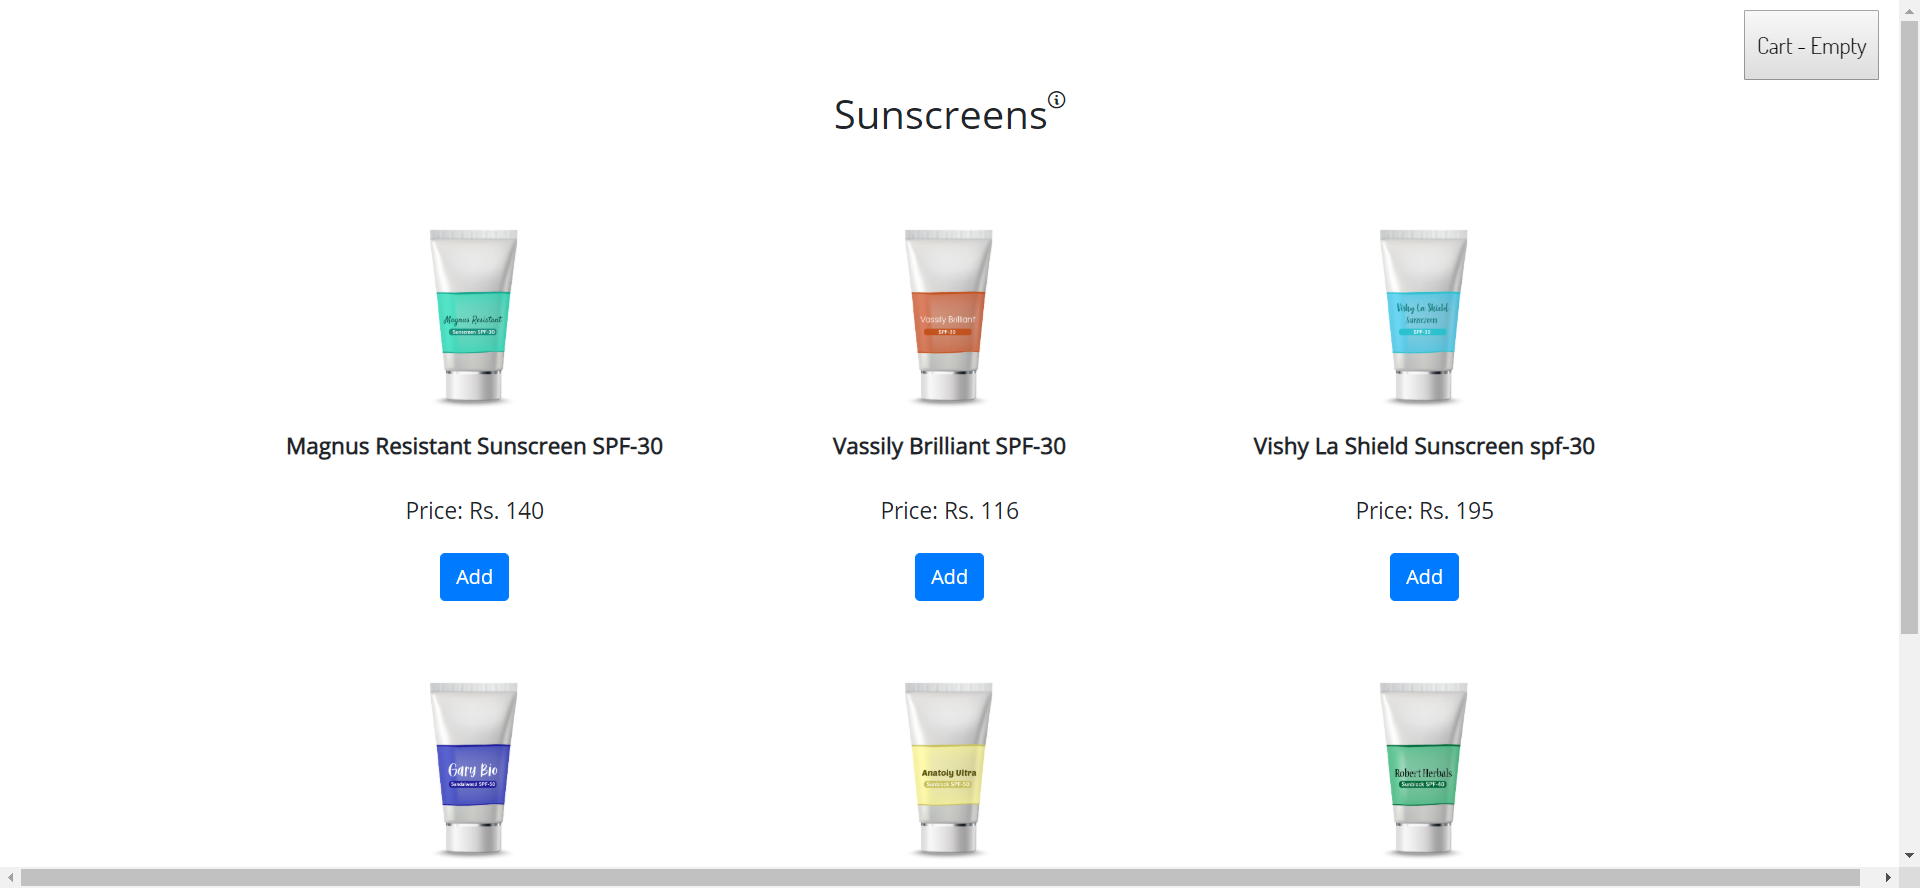 Cart - Empty
Sunscreens
Magnus Resistant
Sunscreen SPF-30
Vassily Brilliant
SPF-30
Vishy La Shield
Sunscreen
SPF-30
Magnus Resistant Sunscreen SPF-30
Vassily Brilliant SPF-30
Vishy La Shield Sunscreen spf-30
Price: Rs. 140
Price: Rs. 116
Price: Rs. 195
Add
Add
Add
Gary Bio
Sandalwood SPF-50
Anatoly Ultra
Sunblock SPF-50
Robert Herbals
Sunblock SPF-40